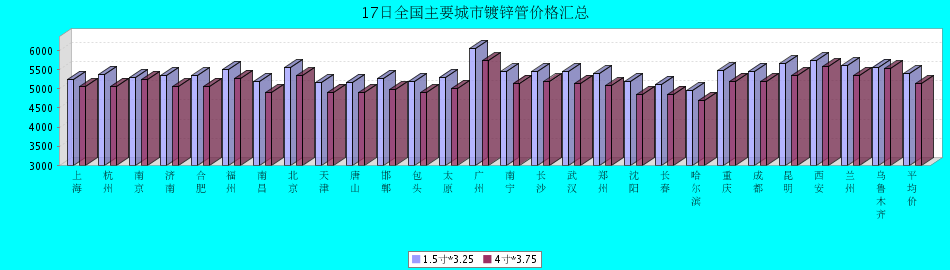 17日全国主要城市镀锌管价格汇总
6000
5500
5000
4500
4000
3500
3000
上海 杭州 南京 济南 合肥 福州 南昌 北京 天津 唐山 邯郸 包头 太原 广州 南宁 长沙 武汉 郑州 沈阳 长春 哈尔滨 重庆 成都 昆明 西安 兰州 乌鲁木齐 平均价
1.5寸*3.25 4寸*3.75